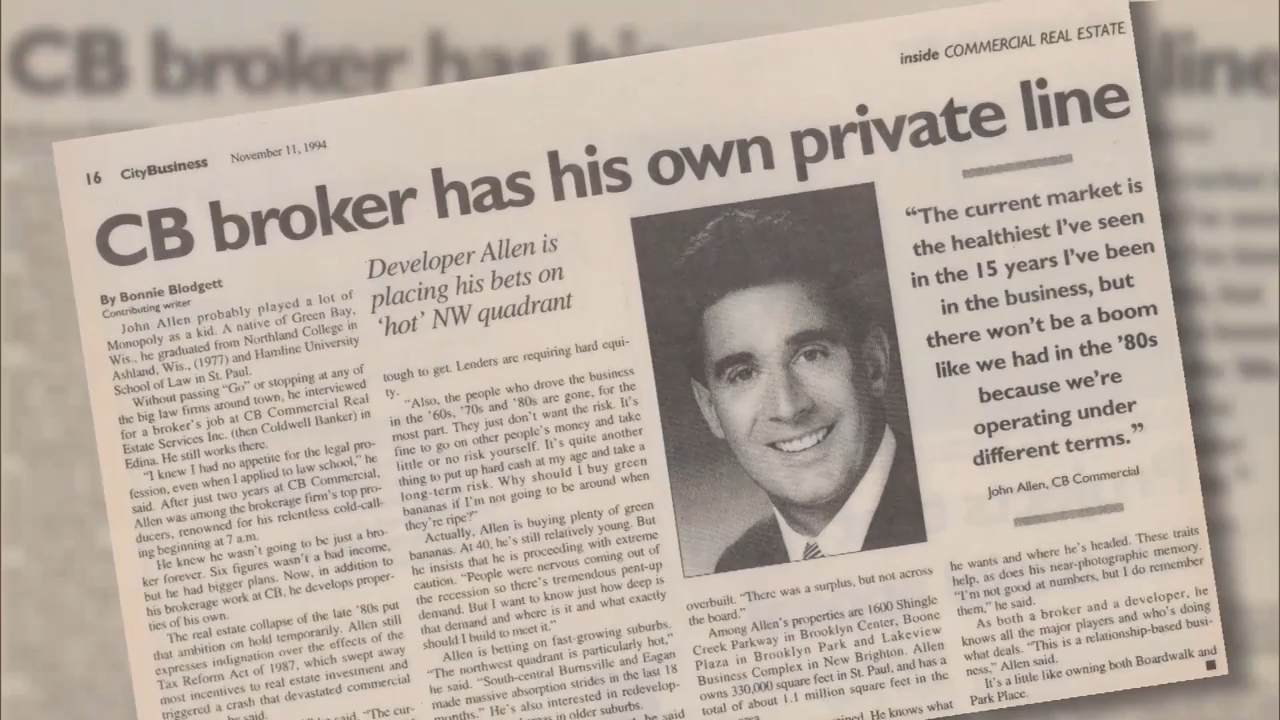 CB broker has
line
inside COMMERCIAL REAL ESTATE
16 CityBusiness November 11, 1994
CB broker has his own private line
By Bonnie Blodgett
Contributing writer
John Allen probably played a lot of
Monopoly as a kid. A native of Green Bay,
Wis., he graduated from Northland College in
Ashland, Wis., (1977) and Hamline University
School of Law in St. Paul.
Without passing “Go” or stopping at any of
the big law firms around town, he interviewed
for a broker’s job at CB Commercial Real
Estate Services Inc. (then Coldwell Banker) in
Edina. He still works there.
“I knew I had no appetite for the legal pro-
fession, even when I applied to law school,” he
said. After just two years at CB Commercial,
Allen was among the brokerage firm’s top pro-
ducers, renowned for his relentless cold-call-
ing beginning at 7 a.m.
He knew he wasn’t going to be just a bro-
ker forever. Six figures wasn’t a bad income,
but he had bigger plans. Now, in addition to
his brokerage work at CB, he develops proper-
ties of his own.
The real estate collapse of the late ’80s put
that ambition on hold temporarily. Allen still
expresses indignation over the effects of the
Tax Reform Act of 1987, which swept away
most incentives to real estate investment and
triggered a crash that devastated commercial
he said.
said. “The cur-
Developer Allen is
placing his bets on
‘hot’ NW quadrant
tough to get. Lenders are requiring hard equi-
ty.
“Also, the people who drove the business
in the ’60s, ’70s and ’80s are gone, for the
most part. They just don’t want the risk. It’s
fine to go on other people’s money and take
little or no risk yourself. It’s quite another
thing to put up hard cash at my age and take a
long-term risk. Why should I buy green
bananas if I’m not going to be around when
they’re ripe?”
Actually, Allen is buying plenty of green
bananas. At 40, he’s still relatively young. But
he insists that he is proceeding with extreme
caution. “People were nervous coming out of
the recession so there’s tremendous pent-up
demand. But I want to know just how deep is
that demand and where is it and what exactly
should I build to meet it.”
Allen is betting on fast-growing suburbs.
“The northwest quadrant is particularly hot,”
he said. “South-central Burnsville and Eagan
made massive absorption strides in the last 18
months.” He’s also interested in redevelop-
in older suburbs.
he said
“The current market is
the healthiest I’ve seen
in the 15 years I’ve been
in the business, but
there won’t be a boom
like we had in the ’80s
because we’re
operating under
different terms.”
John Allen, CB Commercial
overbuilt. “There was a surplus, but not across
the board.”
Among Allen’s properties are 1600 Shingle
Creek Parkway in Brooklyn Center, Boone
Plaza in Brooklyn Park and Lakeview
Business Complex in New Brighton. Allen
owns 330,000 square feet in St. Paul, and has a
total of about 1.1 million square feet in the
He knows what
he wants and where he’s headed. These traits
help, as does his near-photographic memory.
“I’m not good at numbers, but I do remember
them,” he said.
As both a broker and a developer, he
knows all the major players and who’s doing
what deals. “This is a relationship-based busi-
ness,” Allen said.
It’s a little like owning both Boardwalk and
Park Place.